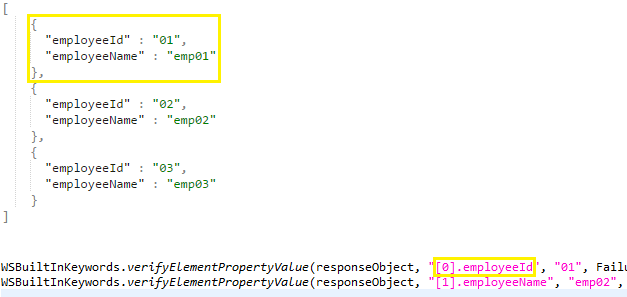 [
{
"employeeId" : "01",
"employeeName" : "emp01"
},
{
"employeeId" : "02",
"employeeName" : "emp02"
},
{
"employeeId" : "03",
"employeeName" : "emp03"
}
]
WSBuiltInKeywords.verifyElementPropertyValue(responseObject, "[0].employeeId", "01", Failu
WSBuiltInKeywords.verifyElementPropertyValue(responseObject, "[1].employeeName", "emp02",